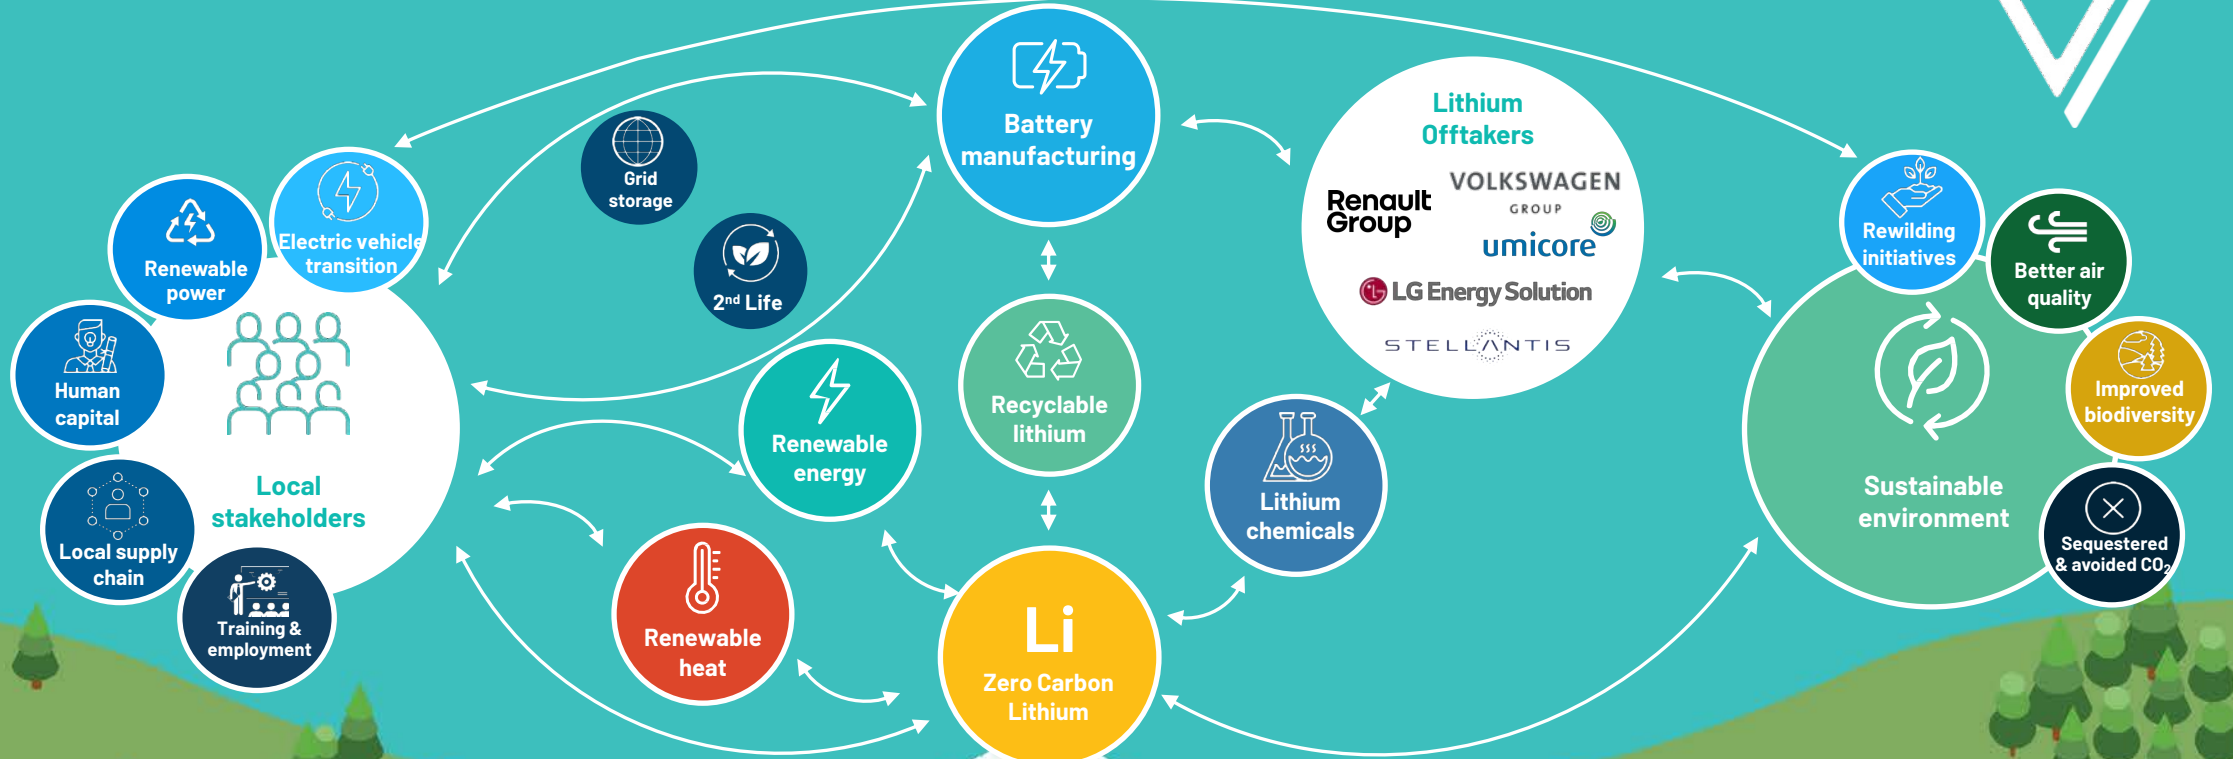 Battery
manufacturing
Grid
storage
2nd Life
Electric vehicle
transition
Renewable
power
Human
capital
Local supply
chain
Training &
employment
Local
stakeholders
Renewable
energy
Renewable
heat
Recyclable
lithium
Li
Zero Carbon
Lithium
Lithium
chemicals
Lithium
Offtakers
Renault
Group
VOLKSWAGEN
GROUP
umicore
LG Energy Solution
STELLANTIS
Rewilding
initiatives
Better air
quality
Improved
biodiversity
Sequestered
& avoided CO₂
Sustainable
environment